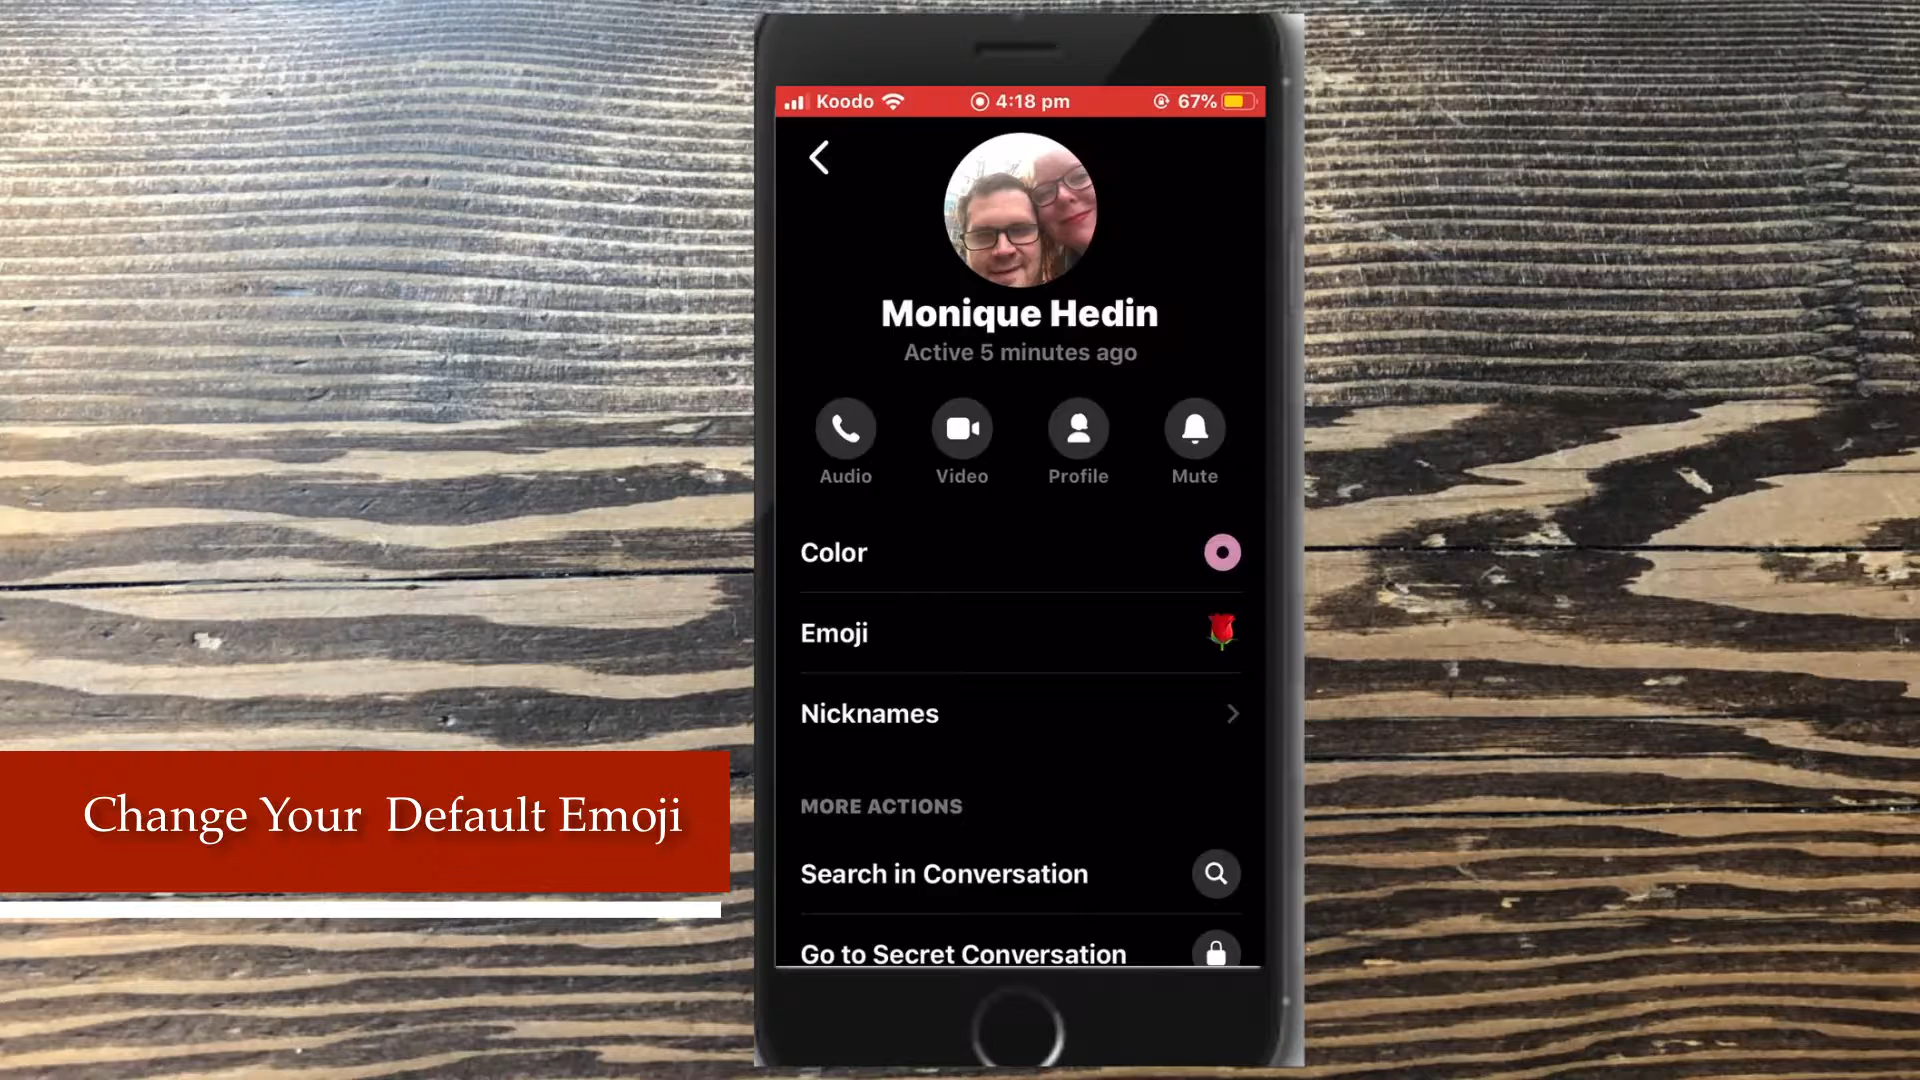 Koodo 4:18 pm 67%
Monique Hedin
Active 5 minutes ago
Audio Video Profile Mute
Color
Emoji
Nicknames
MORE ACTIONS
Search in Conversation
Go to Secret Conversation
Change Your Default Emoji